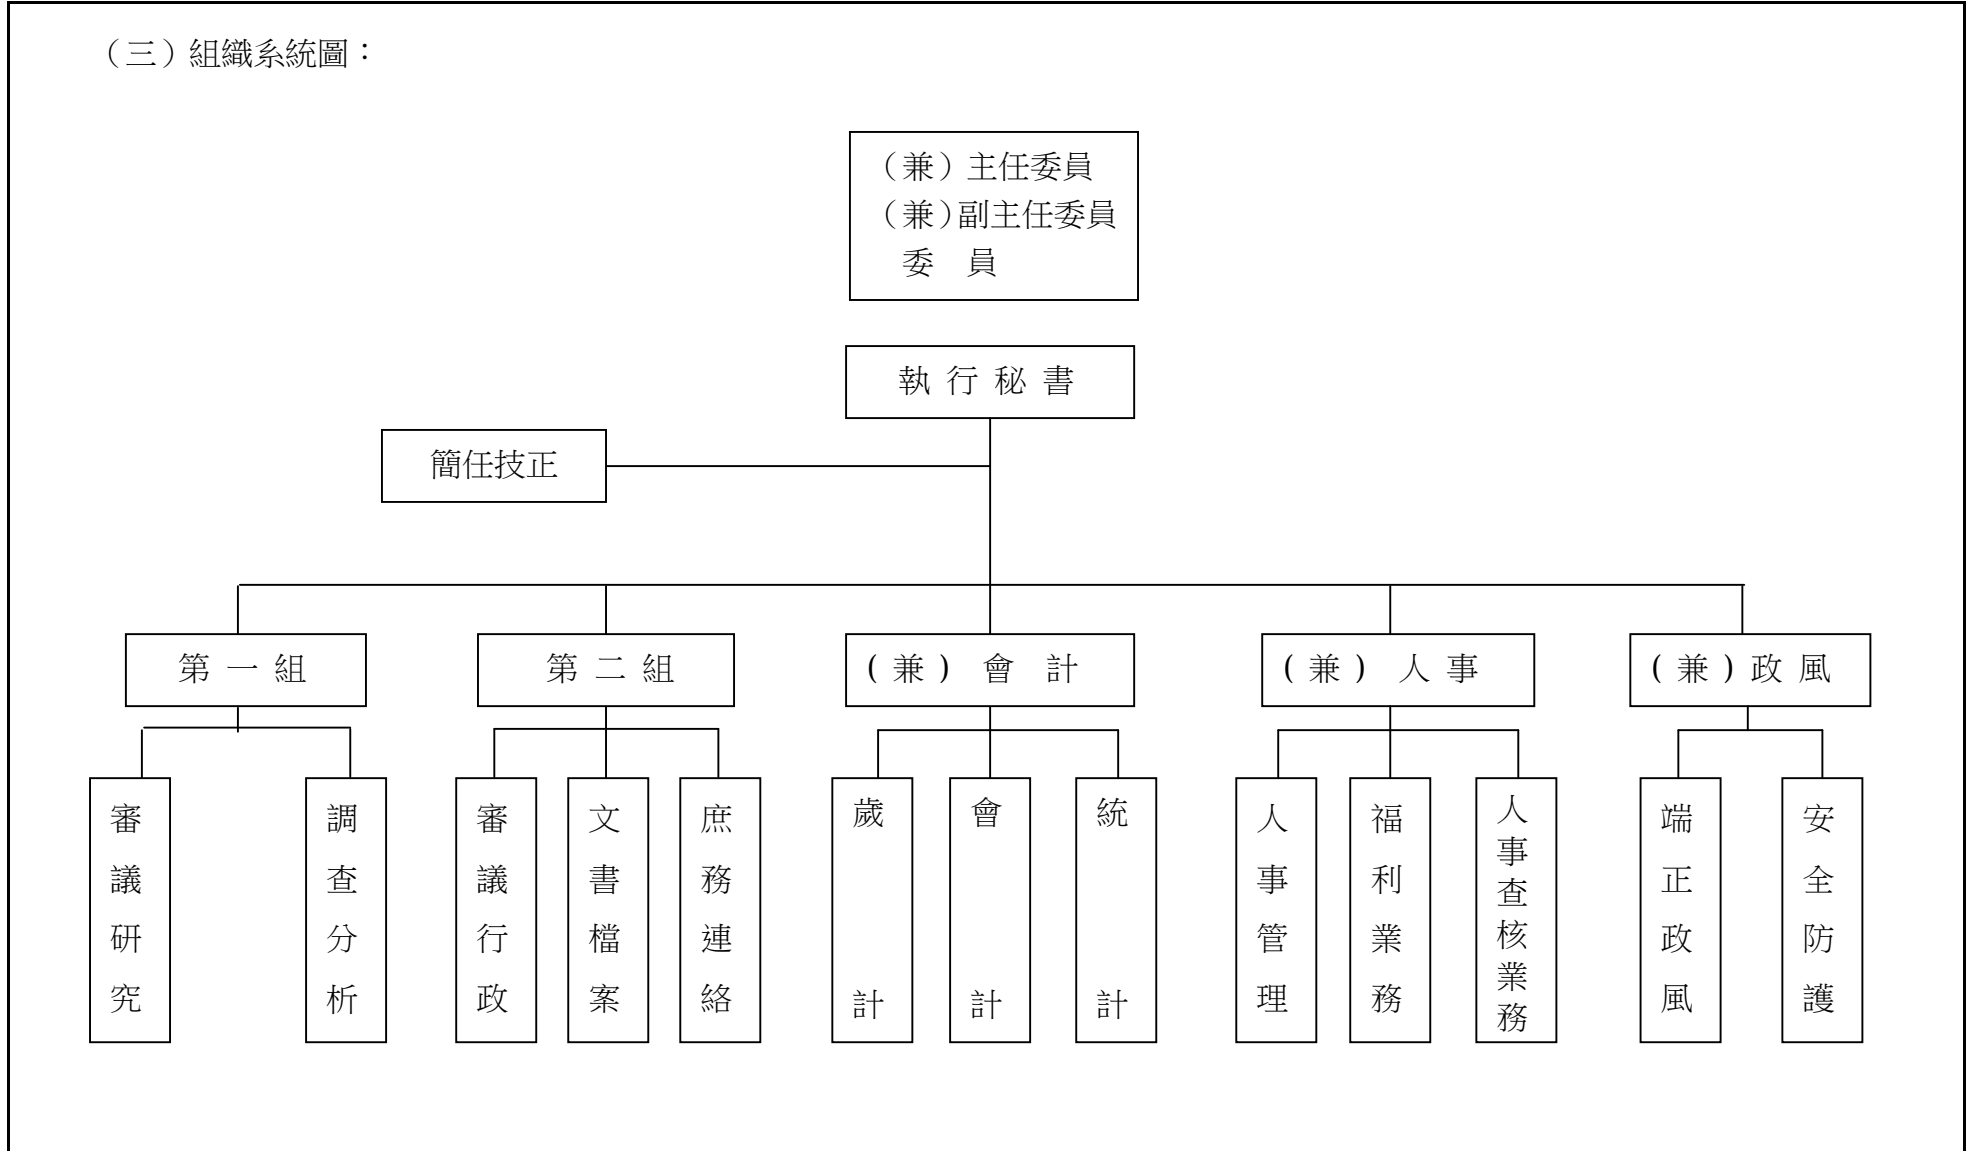 （三）組織系統圖：
（兼）主任委員
（兼）副主任委員
委　員
執 行 秘 書
簡任技正
第 一 組
第 二 組
( 兼 ) 會　計
( 兼 ) 人 事
( 兼 ) 政 風
審議研究
調查分析
審議行政
文書檔案
庶務連絡
歲計
會計
統計
人事管理
福利業務
人事查核業務
端正政風
安全防護